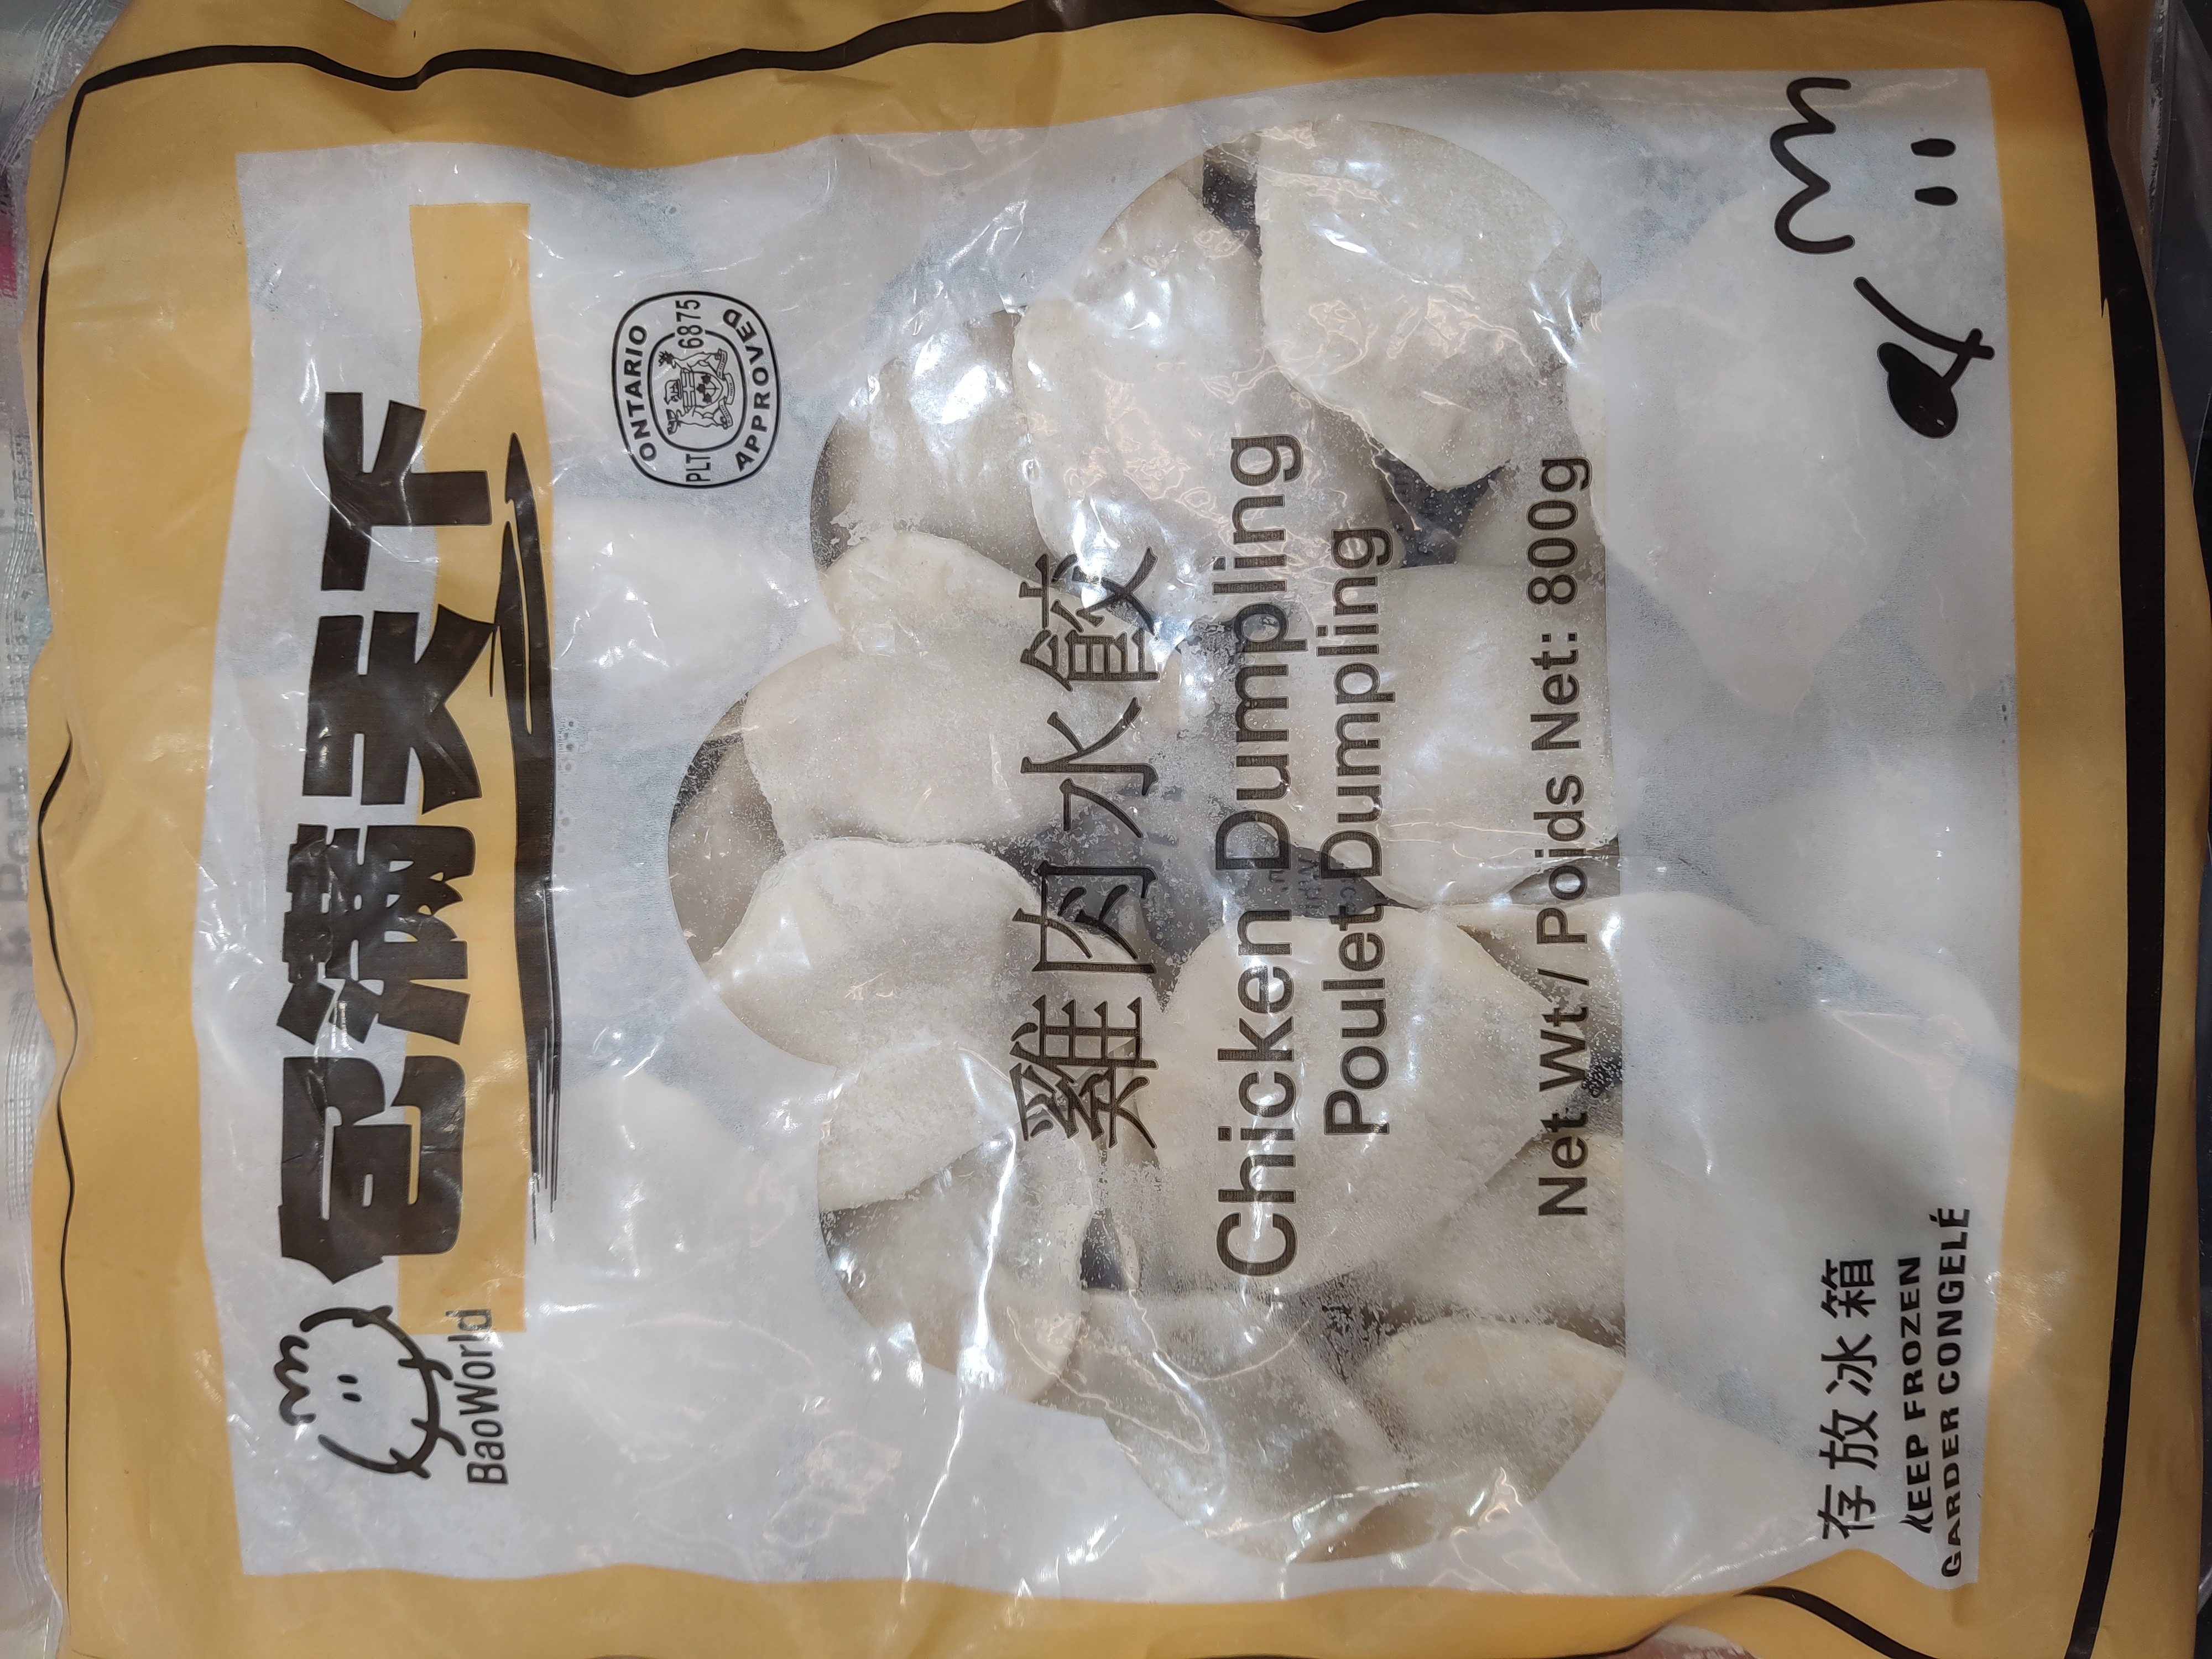 包滿天下
BaoWorld
ONTARIO
PLT 6875
APPROVED
雞肉水餃
Chicken Dumpling
Poulet Dumpling
Net Wt / Poids Net: 800g
存放冰箱
KEEP FROZEN
GARDER CONGELÉ